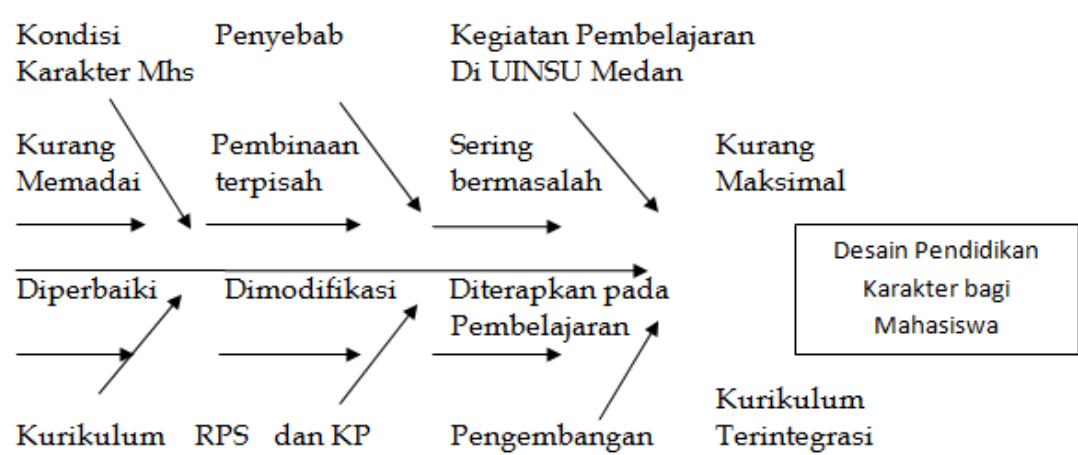 Kondisi Penyebab Kegiatan Pembelajaran
Karakter Mhs Di UINSU Medan
Kurang Pembinaan Sering Kurang
Memadai terpisah bermasalah Maksimal
Desain Pendidikan
Karakter bagi
Mahasiswa
Diperbaiki Dimodifikasi Diterapkan pada
Pembelajaran
Kurikulum
Kurikulum RPS dan KP Pengembangan Terintegrasi